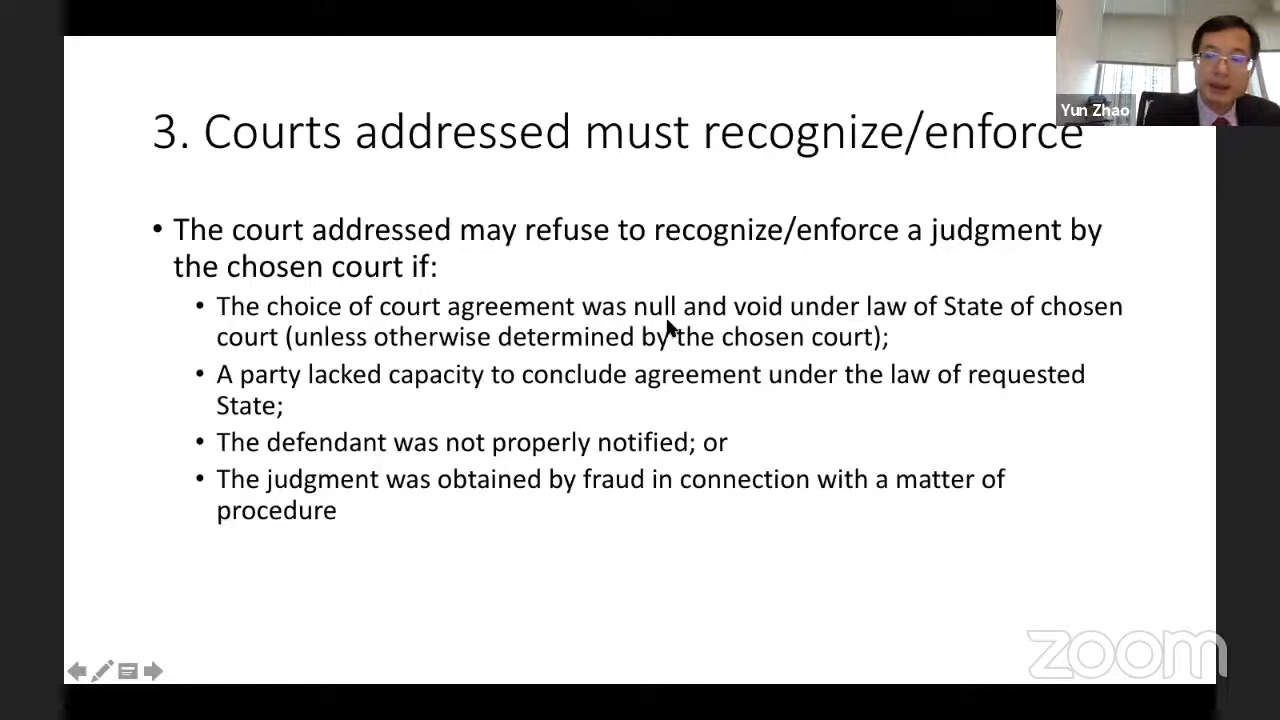 3. Courts addressed must recognize/enforce
Yun Zhao
• The court addressed may refuse to recognize/enforce a judgment by
the chosen court if:
• The choice of court agreement was null and void under law of State of chosen
court (unless otherwise determined by the chosen court);
• A party lacked capacity to conclude agreement under the law of requested
State;
• The defendant was not properly notified; or
• The judgment was obtained by fraud in connection with a matter of
procedure
zoom